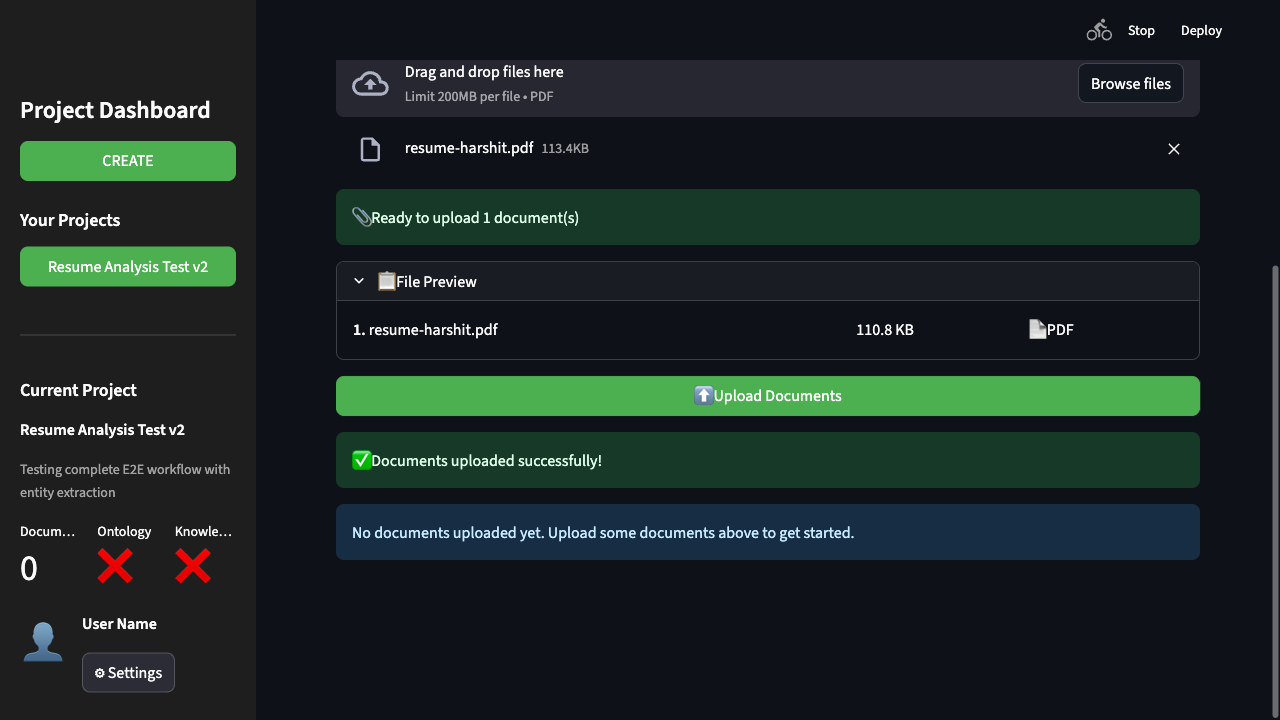 Project Dashboard
CREATE
Your Projects
Resume Analysis Test v2
Current Project
Resume Analysis Test v2
Testing complete E2E workflow with
entity extraction
Docum… Ontology Knowle…
0
User Name
Settings
Stop Deploy
Drag and drop files here
Limit 200MB per file • PDF
Browse files
resume-harshit.pdf 113.4KB
Ready to upload 1 document(s)
File Preview
1. resume-harshit.pdf 110.8 KB PDF
Upload Documents
Documents uploaded successfully!
No documents uploaded yet. Upload some documents above to get started.